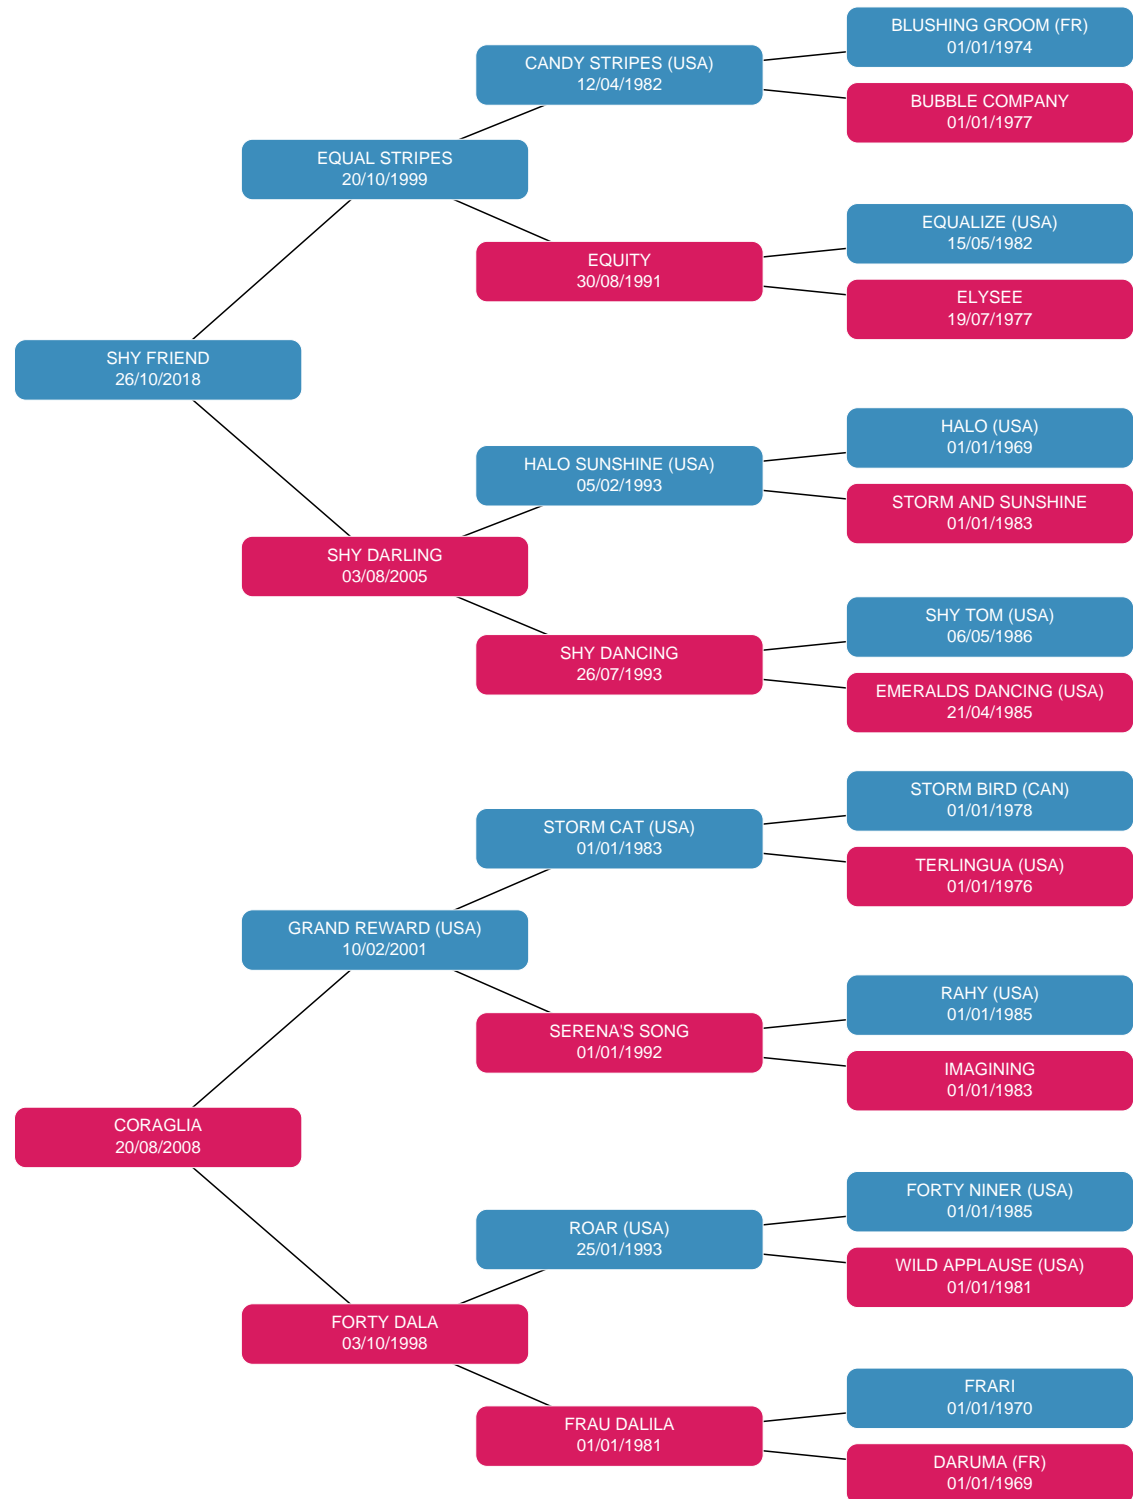 BLUSHING GROOM (FR)
01/01/1974
CANDY STRIPES (USA)
12/04/1982
BUBBLE COMPANY
01/01/1977
EQUAL STRIPES
20/10/1999
EQUALIZE (USA)
15/05/1982
EQUITY
30/08/1991
ELYSEE
19/07/1977
SHY FRIEND
26/10/2018
HALO (USA)
01/01/1969
HALO SUNSHINE (USA)
05/02/1993
STORM AND SUNSHINE
01/01/1983
SHY DARLING
03/08/2005
SHY TOM (USA)
06/05/1986
SHY DANCING
26/07/1993
EMERALDS DANCING (USA)
21/04/1985
STORM BIRD (CAN)
01/01/1978
STORM CAT (USA)
01/01/1983
TERLINGUA (USA)
01/01/1976
GRAND REWARD (USA)
10/02/2001
RAHY (USA)
01/01/1985
SERENA'S SONG
01/01/1992
IMAGINING
01/01/1983
CORAGLIA
20/08/2008
FORTY NINER (USA)
01/01/1985
ROAR (USA)
25/01/1993
WILD APPLAUSE (USA)
01/01/1981
FORTY DALA
03/10/1998
FRARI
01/01/1970
FRAU DALILA
01/01/1981
DARUMA (FR)
01/01/1969